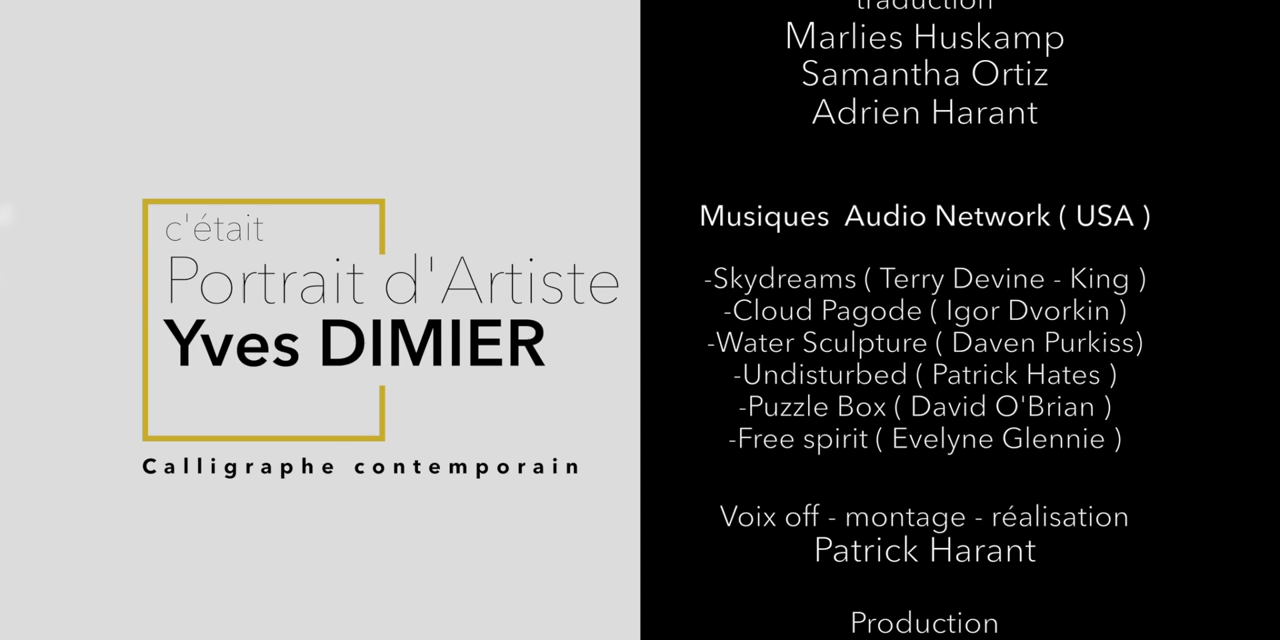 c'était
Portrait d'Artiste
Yves DIMIER
Calligraphe contemporain
traduction
Marlies Huskamp
Samantha Ortiz
Adrien Harant
Musiques  Audio Network ( USA )
-Skydreams ( Terry Devine - King )
-Cloud Pagode ( Igor Dvorkin )
-Water Sculpture ( Daven Purkiss)
-Undisturbed ( Patrick Hates )
-Puzzle Box ( David O'Brian )
-Free spirit ( Evelyne Glennie )
Voix off - montage - réalisation
Patrick Harant
Production